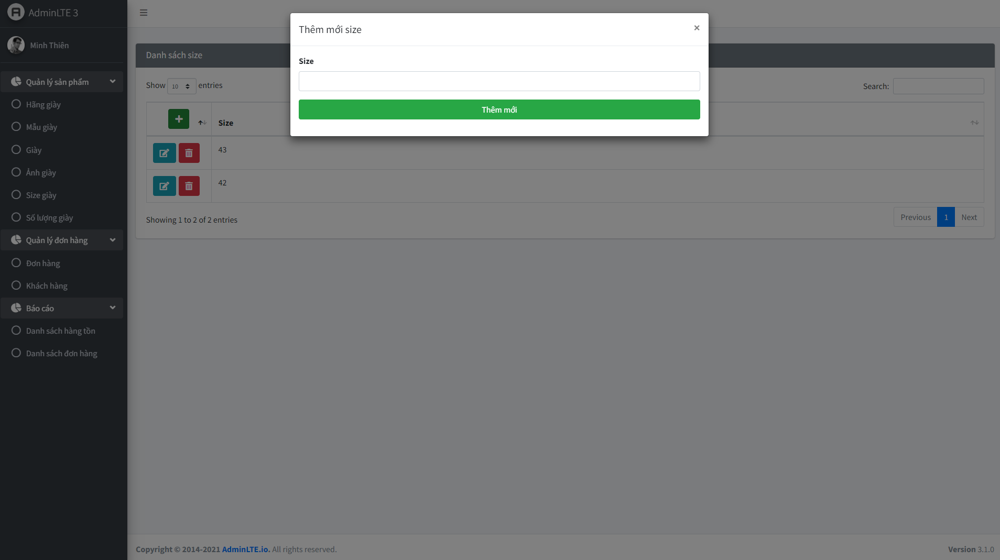 AdminLTE 3
Minh Thiên
Quản lý sản phẩm
Hãng giày
Mẫu giày
Giày
Ảnh giày
Size giày
Số lượng giày
Quản lý đơn hàng
Đơn hàng
Khách hàng
Báo cáo
Danh sách hàng tồn
Danh sách đơn hàng
Thêm mới size
×
Size
Thêm mới
Danh sách size
Show 10 entries
Search:
Size
43
42
Showing 1 to 2 of 2 entries
Previous 1 Next
Copyright © 2014-2021 AdminLTE.io. All rights reserved.
Version 3.1.0